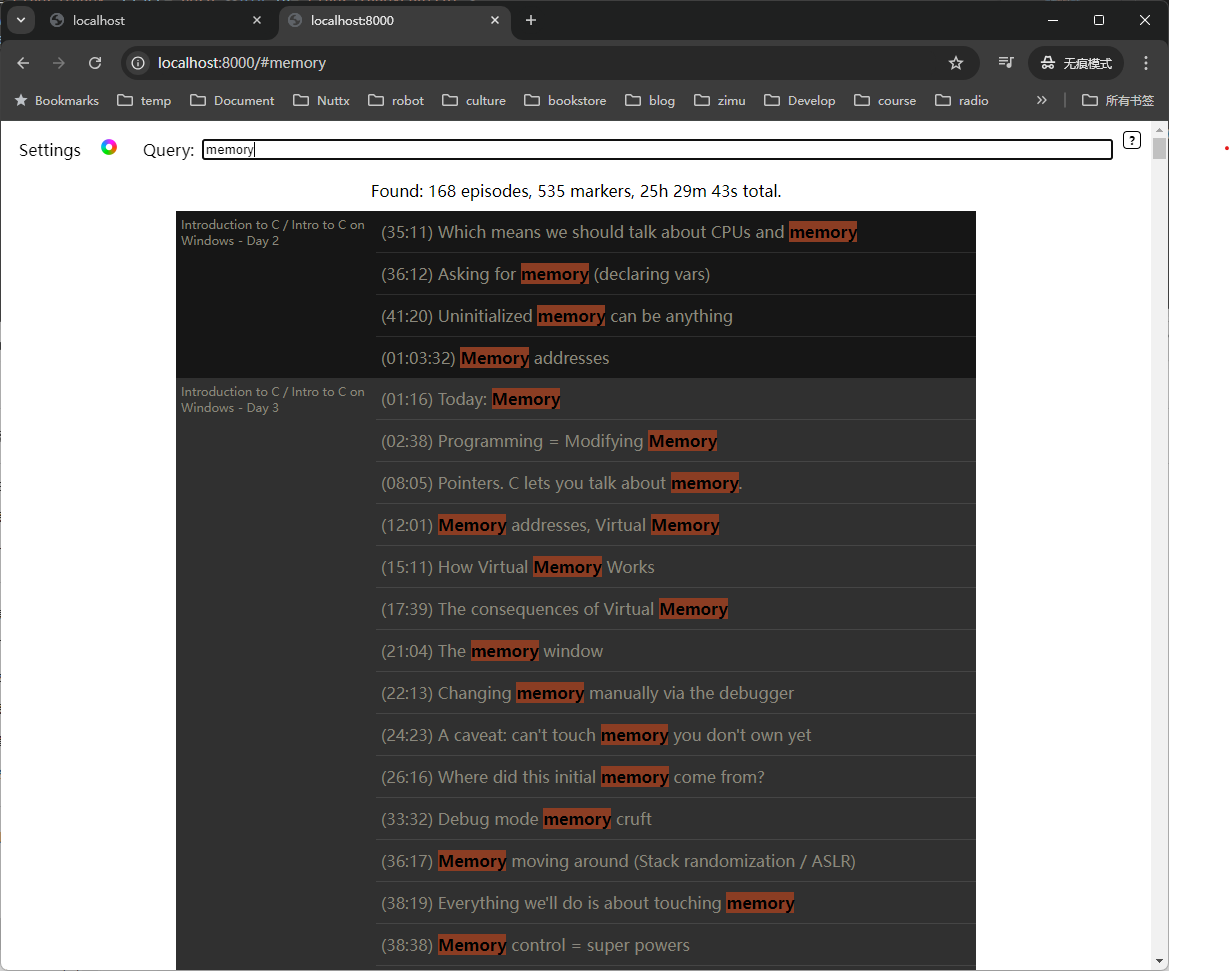 localhost
localhost:8000
localhost:8000/#memory
无痕模式
Bookmarks temp Document Nuttx robot culture bookstore blog zimu Develop course radio » 所有书签
Settings Query: memory ?
Found: 168 episodes, 535 markers, 25h 29m 43s total.
Introduction to C / Intro to C on
Windows - Day 2
(35:11) Which means we should talk about CPUs and memory
(36:12) Asking for memory (declaring vars)
(41:20) Uninitialized memory can be anything
(01:03:32) Memory addresses
Introduction to C / Intro to C on
Windows - Day 3
(01:16) Today: Memory
(02:38) Programming = Modifying Memory
(08:05) Pointers. C lets you talk about memory.
(12:01) Memory addresses, Virtual Memory
(15:11) How Virtual Memory Works
(17:39) The consequences of Virtual Memory
(21:04) The memory window
(22:13) Changing memory manually via the debugger
(24:23) A caveat: can't touch memory you don't own yet
(26:16) Where did this initial memory come from?
(33:32) Debug mode memory cruft
(36:17) Memory moving around (Stack randomization / ASLR)
(38:19) Everything we'll do is about touching memory
(38:38) Memory control = super powers